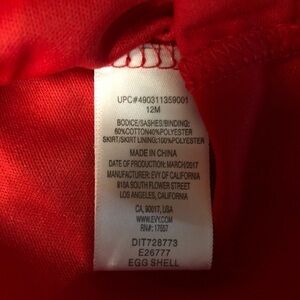 UPC#490311359001
12M
BODICE/SASHES/BINDING:
60%COTTON40%POLYESTER
SKIRT/SKIRT LINING:100%POLYESTER
MADE IN CHINA
DATE OF PRODUCTION: MARCH/2017
MANUFACTURER: EVY OF CALIFORNIA
818A SOUTH FLOWER STREET
LOS ANGELES, CALIFORNIA
CA, 90017, USA
WWW.EVY.COM
RN#: 17657
DIT728773
E26777
EGG SHELL